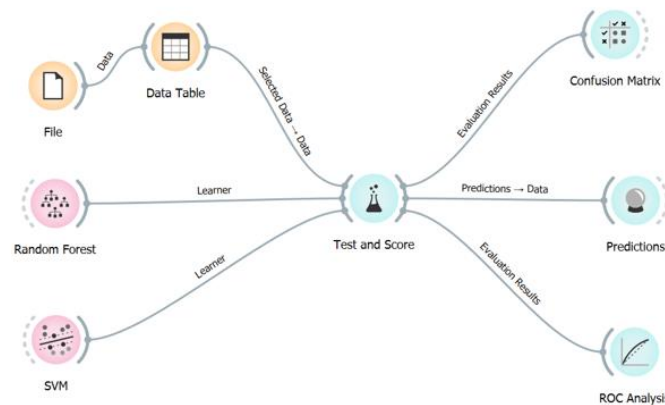 Data
Data Table
File
Selected Data → Data
Confusion Matrix
Evaluation Results
Learner
Random Forest
Test and Score
Predictions → Data
Predictions
Learner
Evaluation Results
SVM
ROC Analysi